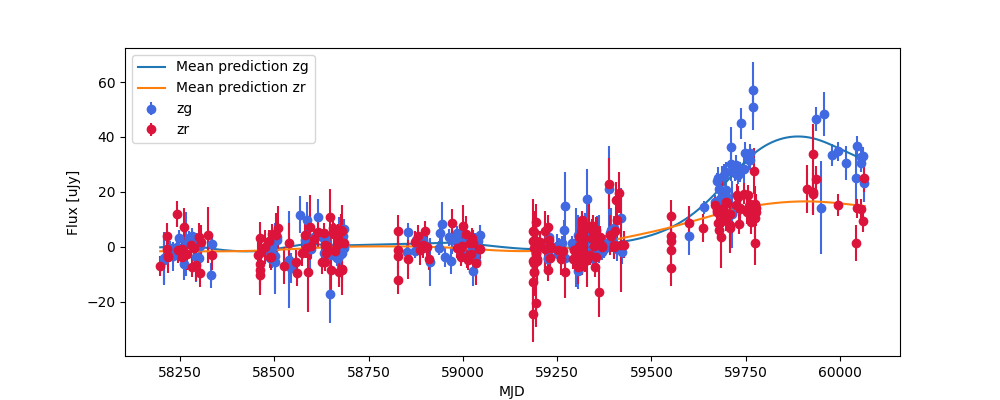 Mean prediction zg
Mean prediction zr
zg
zr
Flux [uJy]
60
40
20
0
−20
58250 58500 58750 59000 59250 59500 59750 60000
MJD